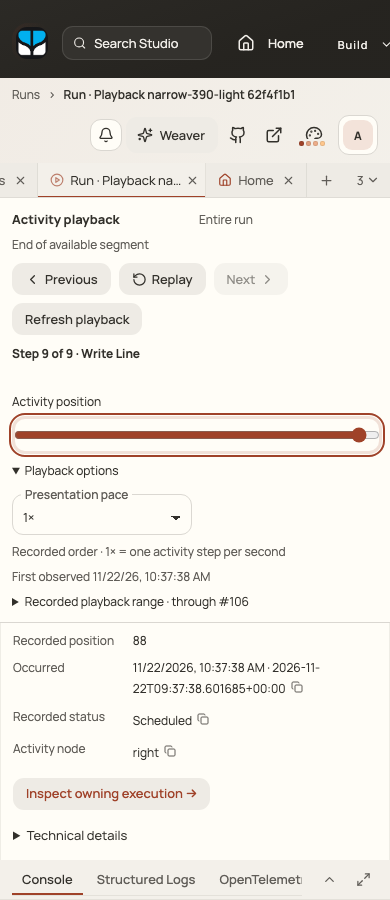 Search Studio
Home
Build
Runs > Run · Playback narrow-390-light 62f4f1b1
Weaver
A
s
Run · Playback na...
Home
3
Activity playback
Entire run
End of available segment
Previous
Replay
Next
Refresh playback
Step 9 of 9 · Write Line
Activity position
Playback options
Presentation pace
1×
Recorded order · 1× = one activity step per second
First observed 11/22/26, 10:37:38 AM
Recorded playback range · through #106
Recorded position 88
Occurred 11/22/2026, 10:37:38 AM · 2026-11-
22T09:37:38.601685+00:00
Recorded status Scheduled
Activity node right
Inspect owning execution →
Technical details
Console Structured Logs OpenTelemet